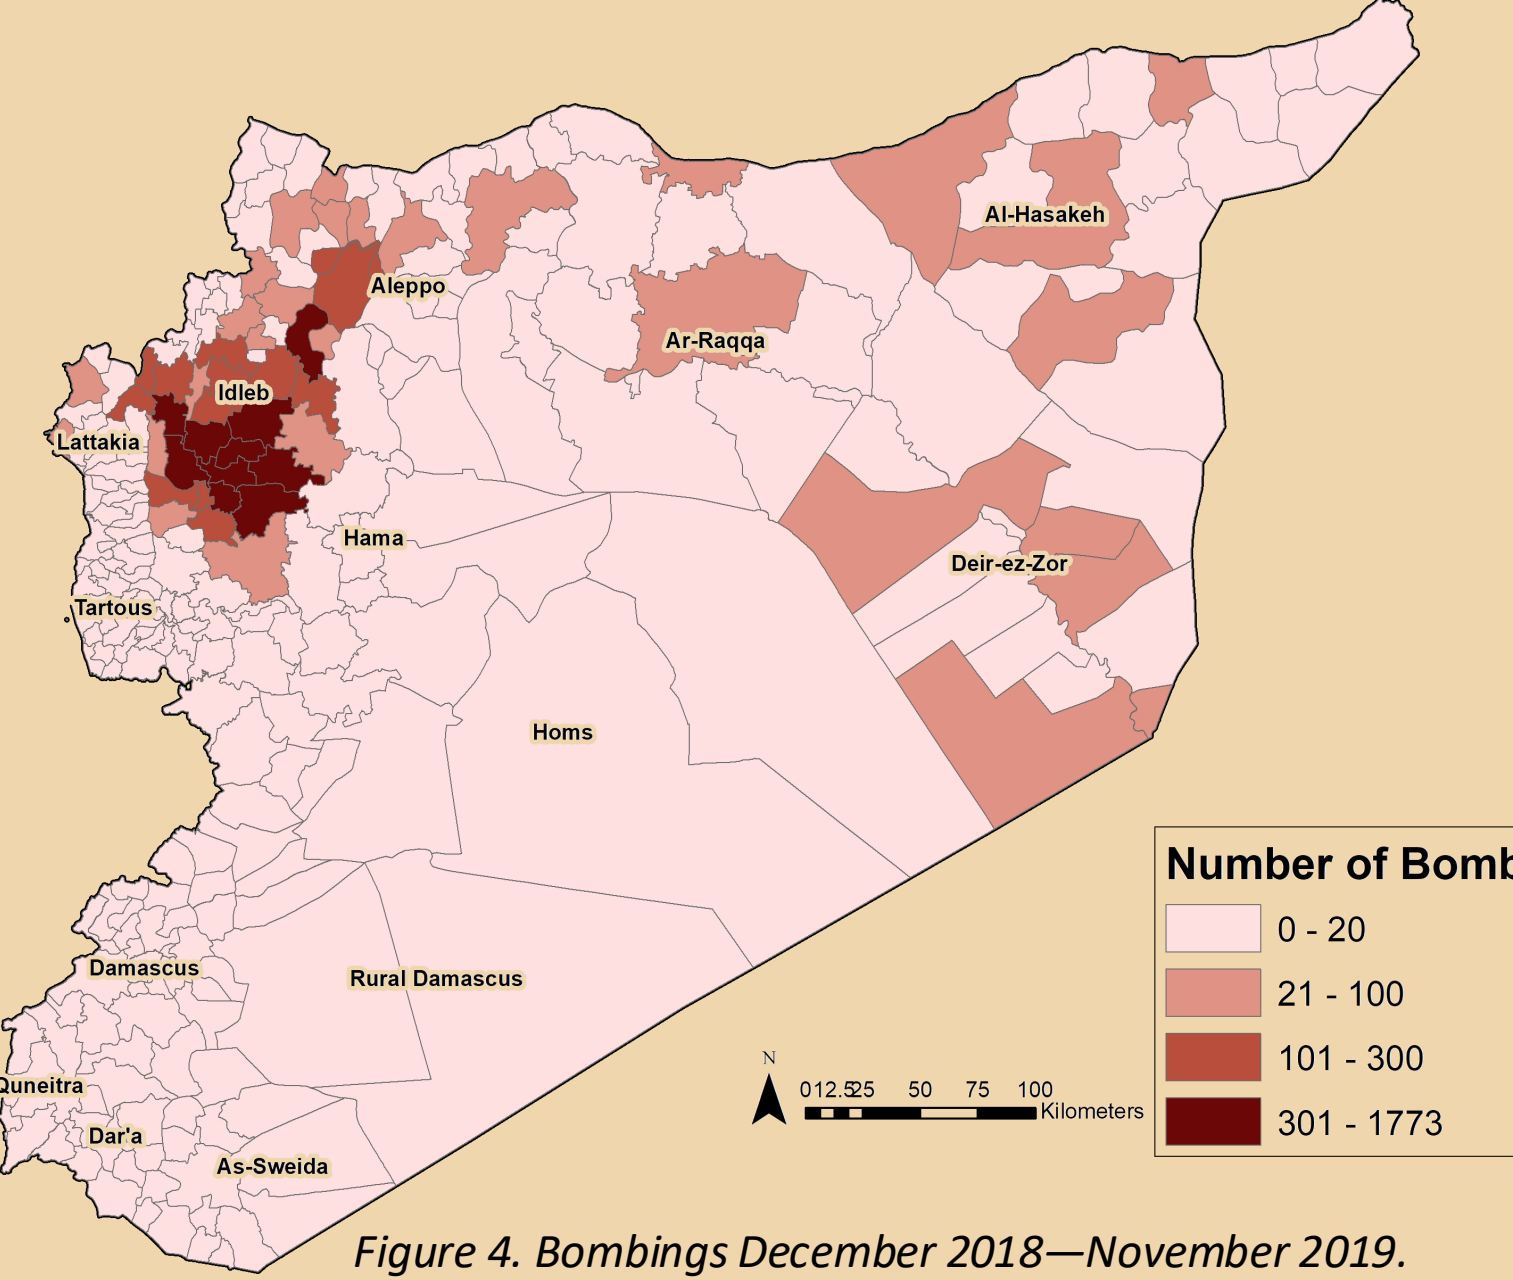 Al-Hasakeh
Aleppo
Ar-Raqqa
Idleb
Lattakia
Hama
Deir-ez-Zor
Tartous
Homs
Damascus
Rural Damascus
Quneitra
Dar'a
As-Sweida
Number of Bomb
0 - 20
21 - 100
101 - 300
301 - 1773
N
0 12.5 25 50 75 100
Kilometers
Figure 4. Bombings December 2018—November 2019.